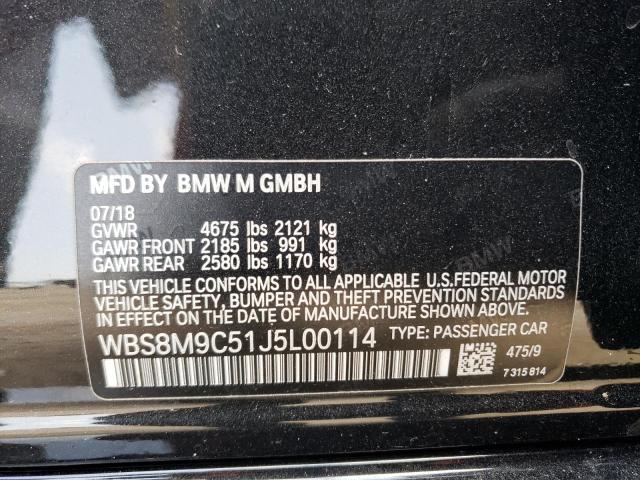 MFD BY BMW M GMBH
07/18
GVWR 4675 lbs 2121 kg
GAWR FRONT 2185 lbs 991 kg
GAWR REAR 2580 lbs 1170 kg
THIS VEHICLE CONFORMS TO ALL APPLICABLE U.S.FEDERAL MOTOR
VEHICLE SAFETY, BUMPER AND THEFT PREVENTION STANDARDS
IN EFFECT ON THE DATE OF MANUFACTURE SHOWN ABOVE.
WBS8M9C51J5L00114 TYPE: PASSENGER CAR
475/9
7 315 814